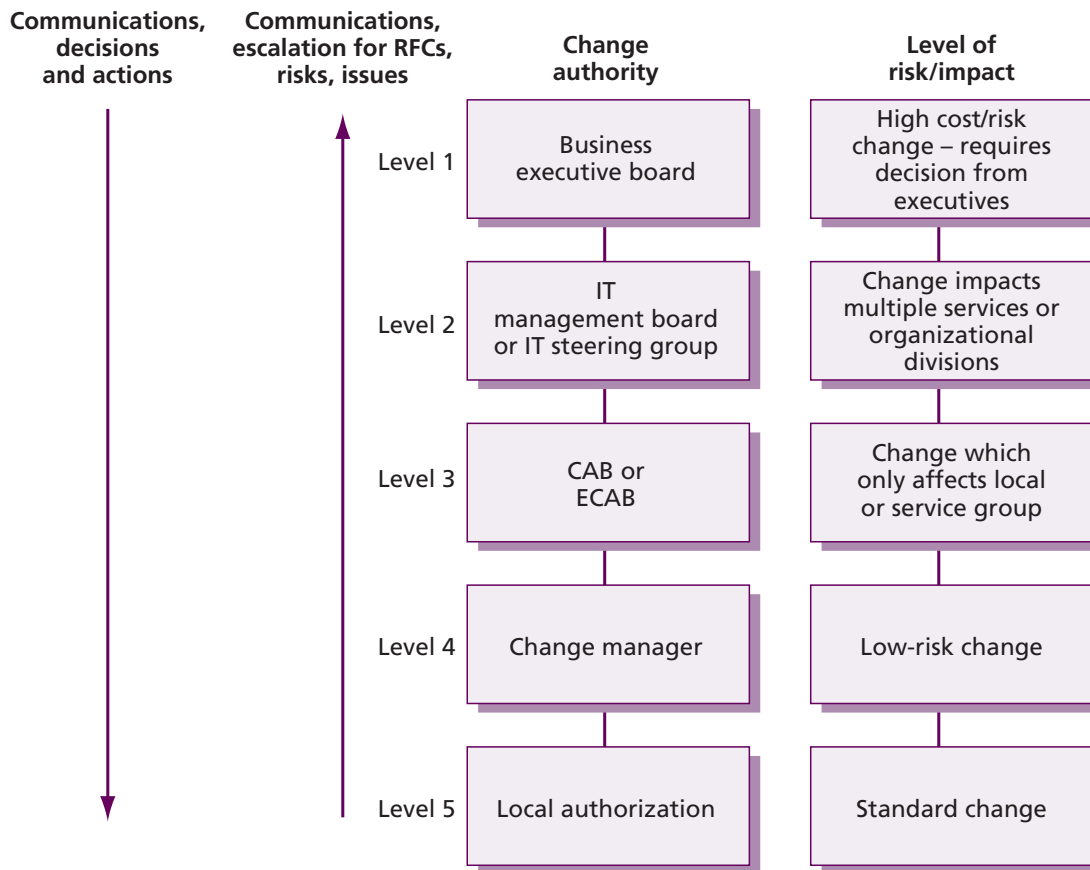 Communications,
decisions
and actions
Communications,
escalation for RFCs,
risks, issues
Change
authority
Level of
risk/impact
Level 1
Business
executive board
High cost/risk
change – requires
decision from
executives
Level 2
IT
management board
or IT steering group
Change impacts
multiple services or
organizational
divisions
Level 3
CAB or
ECAB
Change which
only affects local
or service group
Level 4
Change manager
Low-risk change
Level 5
Local authorization
Standard change